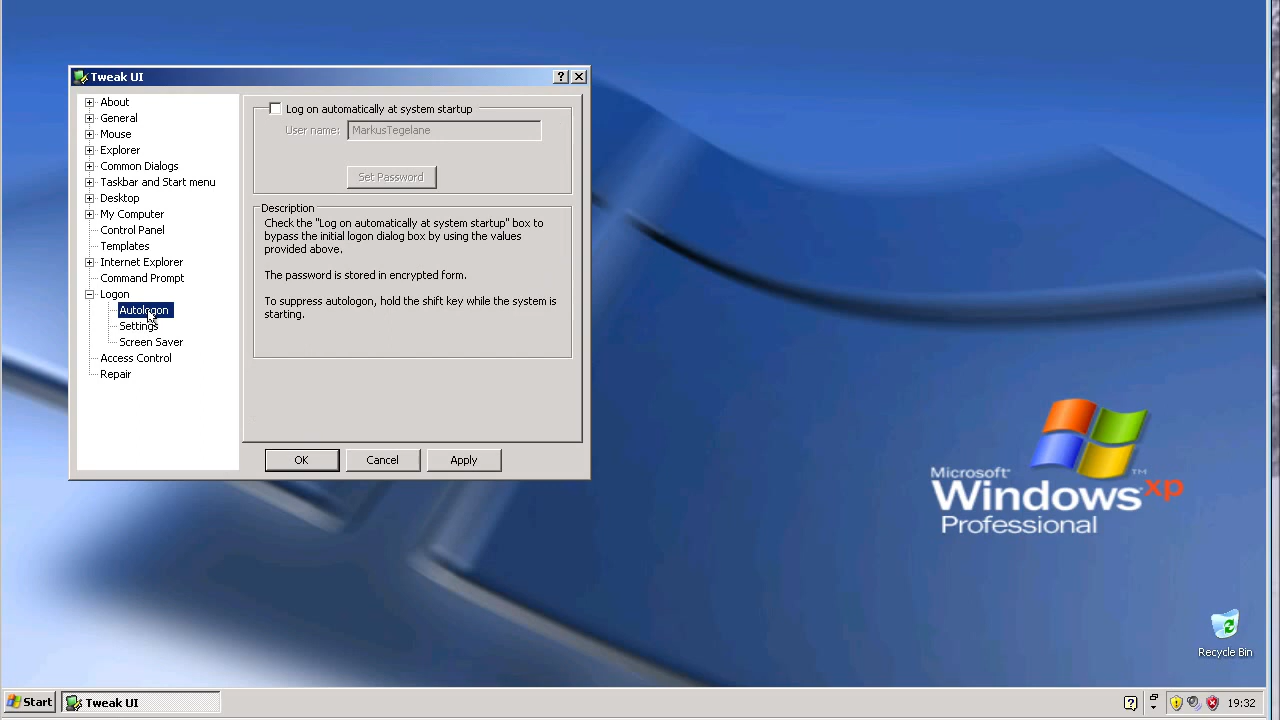 Tweak UI
About
General
Mouse
Explorer
Common Dialogs
Taskbar and Start menu
Desktop
My Computer
Control Panel
Templates
Internet Explorer
Command Prompt
Logon
Autologon
Settings
Screen Saver
Access Control
Repair
Log on automatically at system startup
User name: MarkusTegelane
Set Password
Description
Check the "Log on automatically at system startup" box to
bypass the initial logon dialog box by using the values
provided above.
The password is stored in encrypted form.
To suppress autologon, hold the shift key while the system is
starting.
OK Cancel Apply
Microsoft
Windows xp
Professional
Recycle Bin
Start Tweak UI 19:32